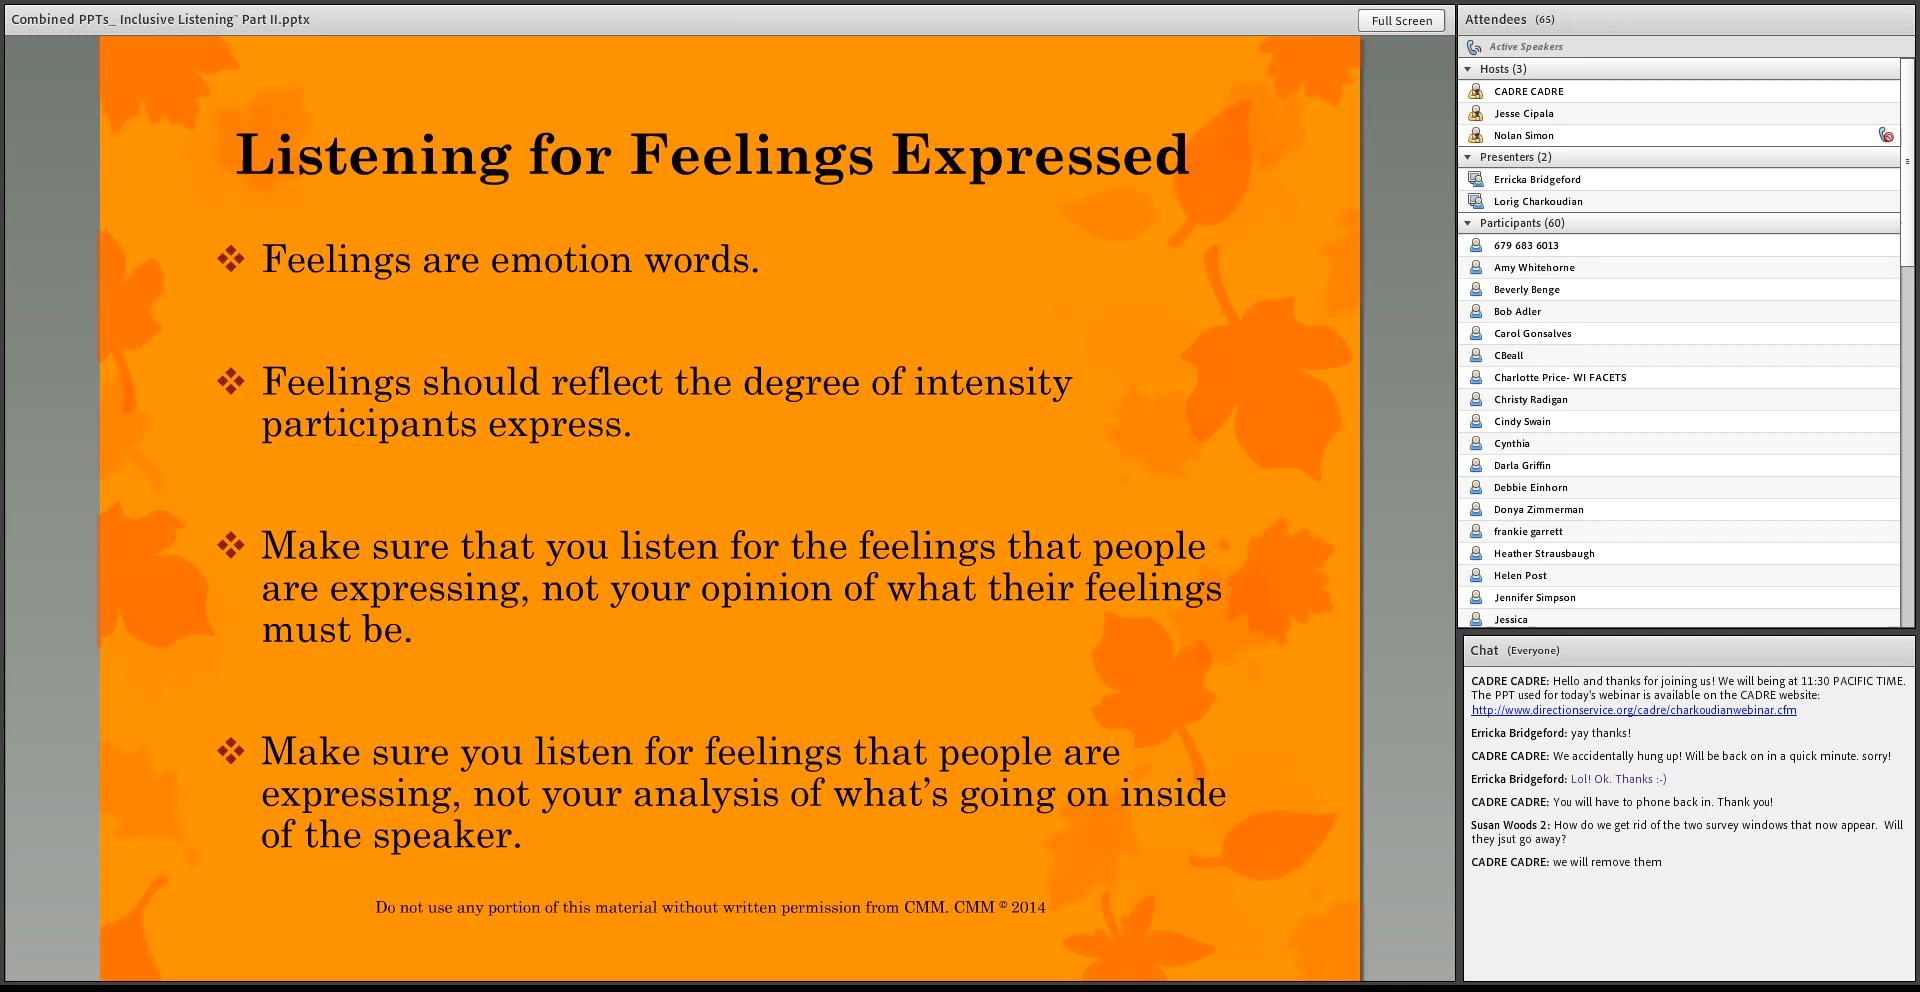 Combined PPTs_ Inclusive Listening™ Part II.pptx
Full Screen
Listening for Feelings Expressed
❖ Feelings are emotion words.
❖ Feelings should reflect the degree of intensity
participants express.
❖ Make sure that you listen for the feelings that people
are expressing, not your opinion of what their feelings
must be.
❖ Make sure you listen for feelings that people are
expressing, not your analysis of what’s going on inside
of the speaker.
Do not use any portion of this material without written permission from CMM. CMM © 2014
Attendees (65)
Active Speakers
Hosts (3)
CADRE CADRE
Jesse Cipala
Nolan Simon
Presenters (2)
Erricka Bridgeford
Lorig Charkoudian
Participants (60)
679 683 6013
Amy Whitehorne
Beverly Benge
Bob Adler
Carol Gonsalves
CBeall
Charlotte Price- WI FACETS
Christy Radigan
Cindy Swain
Cynthia
Darla Griffin
Debbie Einhorn
Donya Zimmerman
frankie garrett
Heather Strausbaugh
Helen Post
Jennifer Simpson
Jessica
Chat (Everyone)
CADRE CADRE: Hello and thanks for joining us! We will being at 11:30 PACIFIC TIME.
The PPT used for today's webinar is available on the CADRE website:
http://www.directionservice.org/cadre/charkoudianwebinar.cfm
Erricka Bridgeford: yay thanks!
CADRE CADRE: We accidentally hung up! Will be back on in a quick minute. sorry!
Erricka Bridgeford: Lol! Ok. Thanks :-)
CADRE CADRE: You will have to phone back in. Thank you!
Susan Woods 2: How do we get rid of the two survey windows that now appear. Will
they jsut go away?
CADRE CADRE: we will remove them